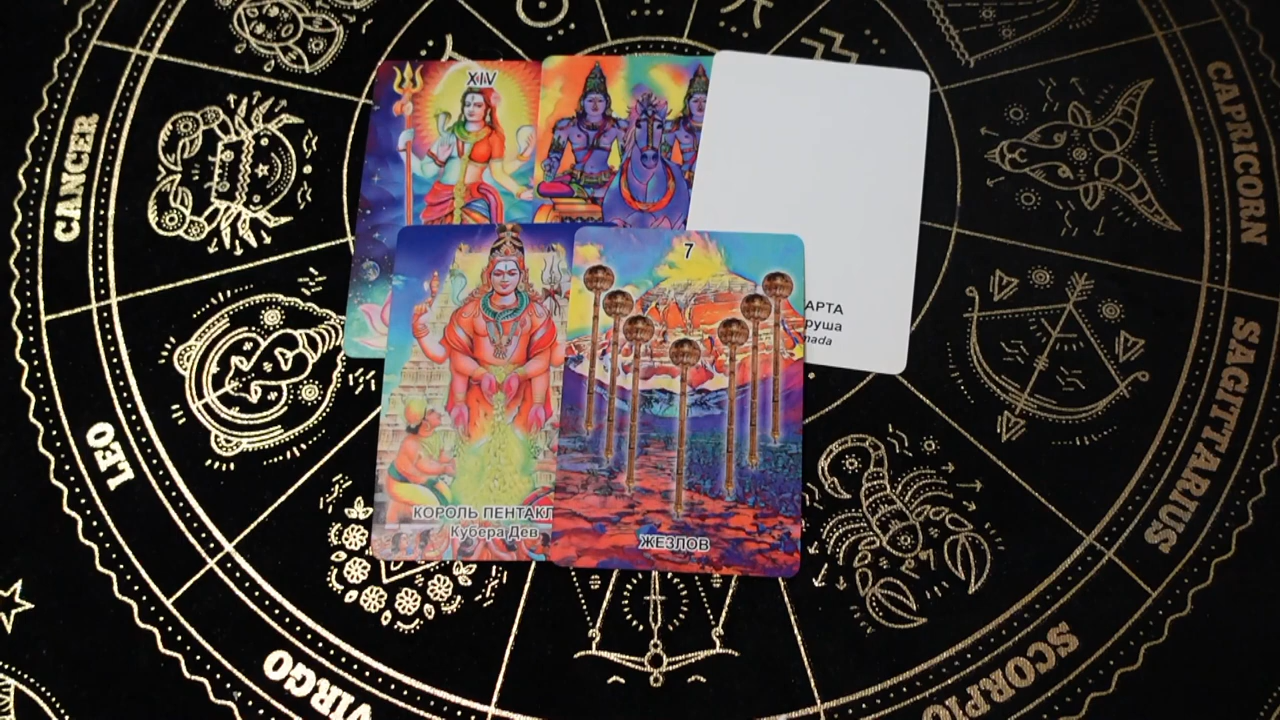 XIV
АРТА
руша
nada
7
КОРОЛЬ ПЕНТАКЛ
Кубера Дев
ЖЕЗЛОВ
CANCER
LEO
VIRGO
SCORPIO
SAGITTARIUS
CAPRICORN